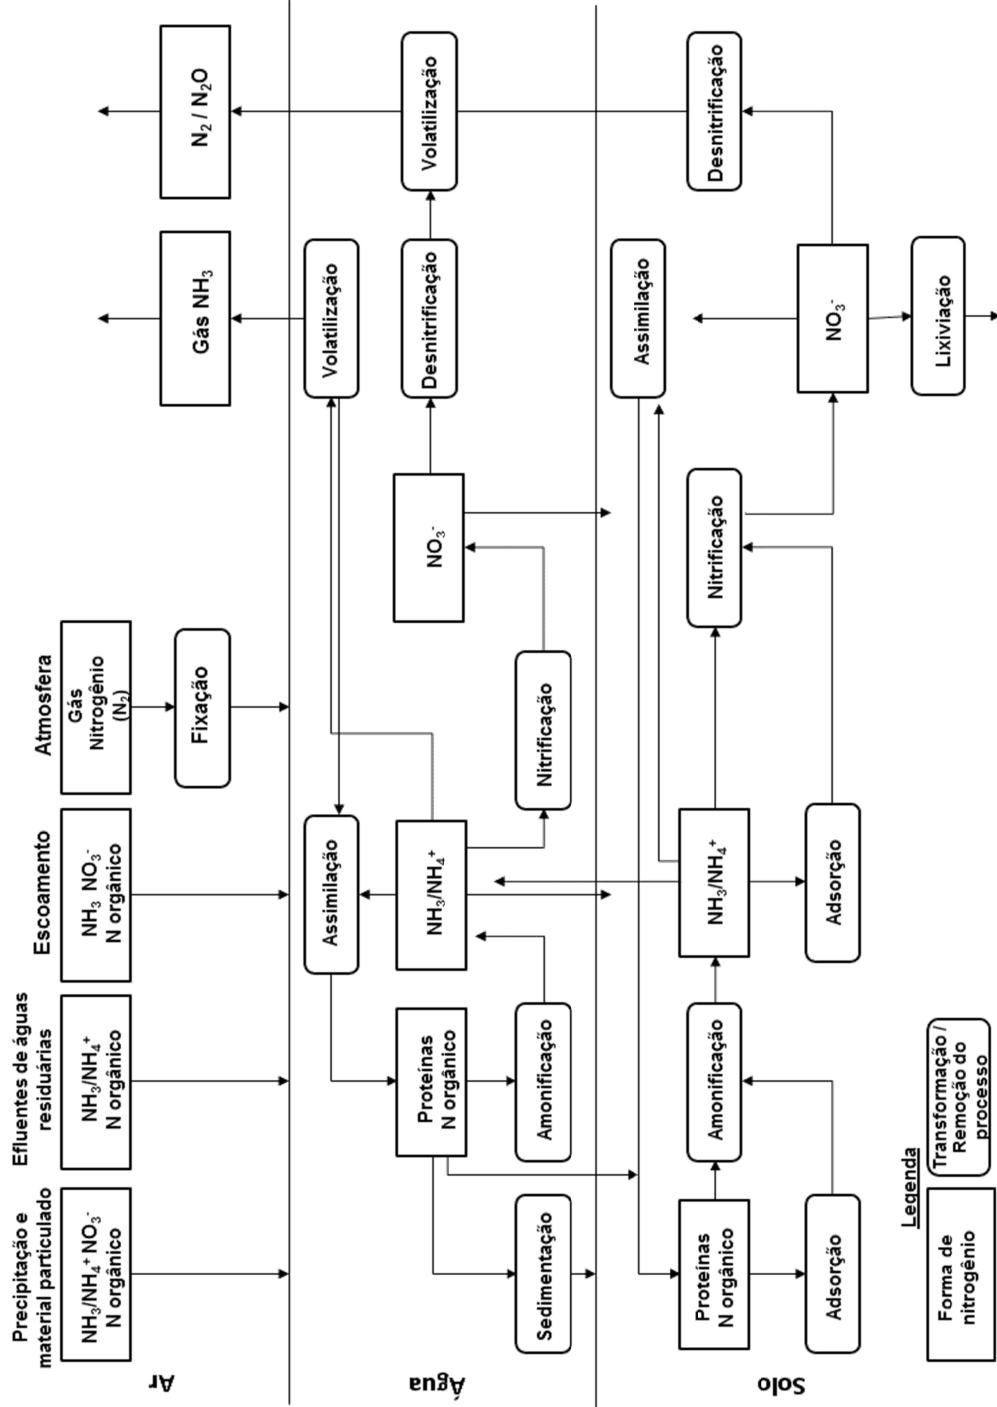 Precipitação e
material particulado
Efluentes de águas
residuárias
Escoamento
Atmosfera
NH₃/NH₄⁺ NO₃⁻
N orgânico
NH₃/NH₄⁺
N orgânico
NH₃ NO₃⁻
N orgânico
Gás
Nitrogênio
(N₂)
Fixação
Gás NH₃
N₂ / N₂O
Ar
Assimilação
Volatilização
Proteínas
N orgânico
NH₃/NH₄⁺
NO₃⁻
Desnitrificação
Volatilização
Sedimentação
Amonificação
Nitrificação
Água
Assimilação
Proteínas
N orgânico
Amonificação
NH₃/NH₄⁺
Nitrificação
Desnitrificação
NO₃⁻
Adsorção
Adsorção
Lixiviação
Solo
Legenda
Forma de
nitrogênio
Transformação /
Remoção do
processo